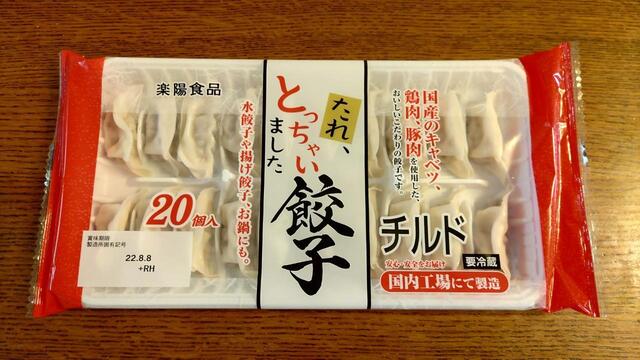 楽陽食品
たれ、
とっちゃい
ました
餃子
国産のキャベツ、
鶏肉、豚肉を使用した、
おいしいこだわりの餃子です。
水餃子や揚げ餃子、お鍋にも。
20個入
チルド
安心・安全をお届け
要冷蔵
国内工場にて製造
賞味期限
製造所固有記号
22.8.8
+RH